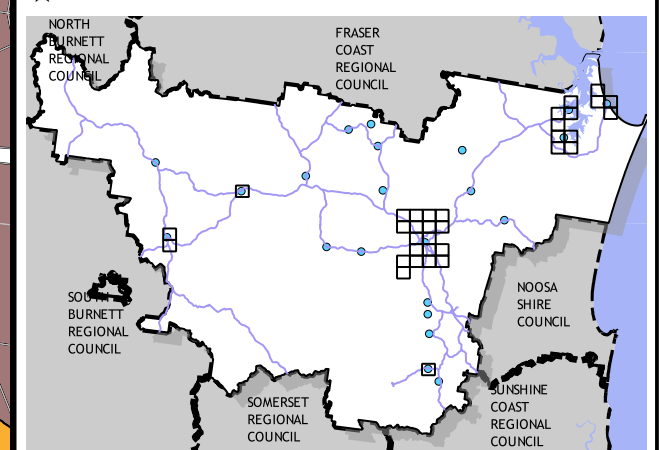 NORTH
BURNETT
REGIONAL
COUNCIL
FRASER
COAST
REGIONAL
COUNCIL
SOUTH
BURNETT
REGIONAL
COUNCIL
NOOSA
SHIRE
COUNCIL
SOMERSET
REGIONAL
COUNCIL
SUNSHINE
COAST
REGIONAL
COUNCIL